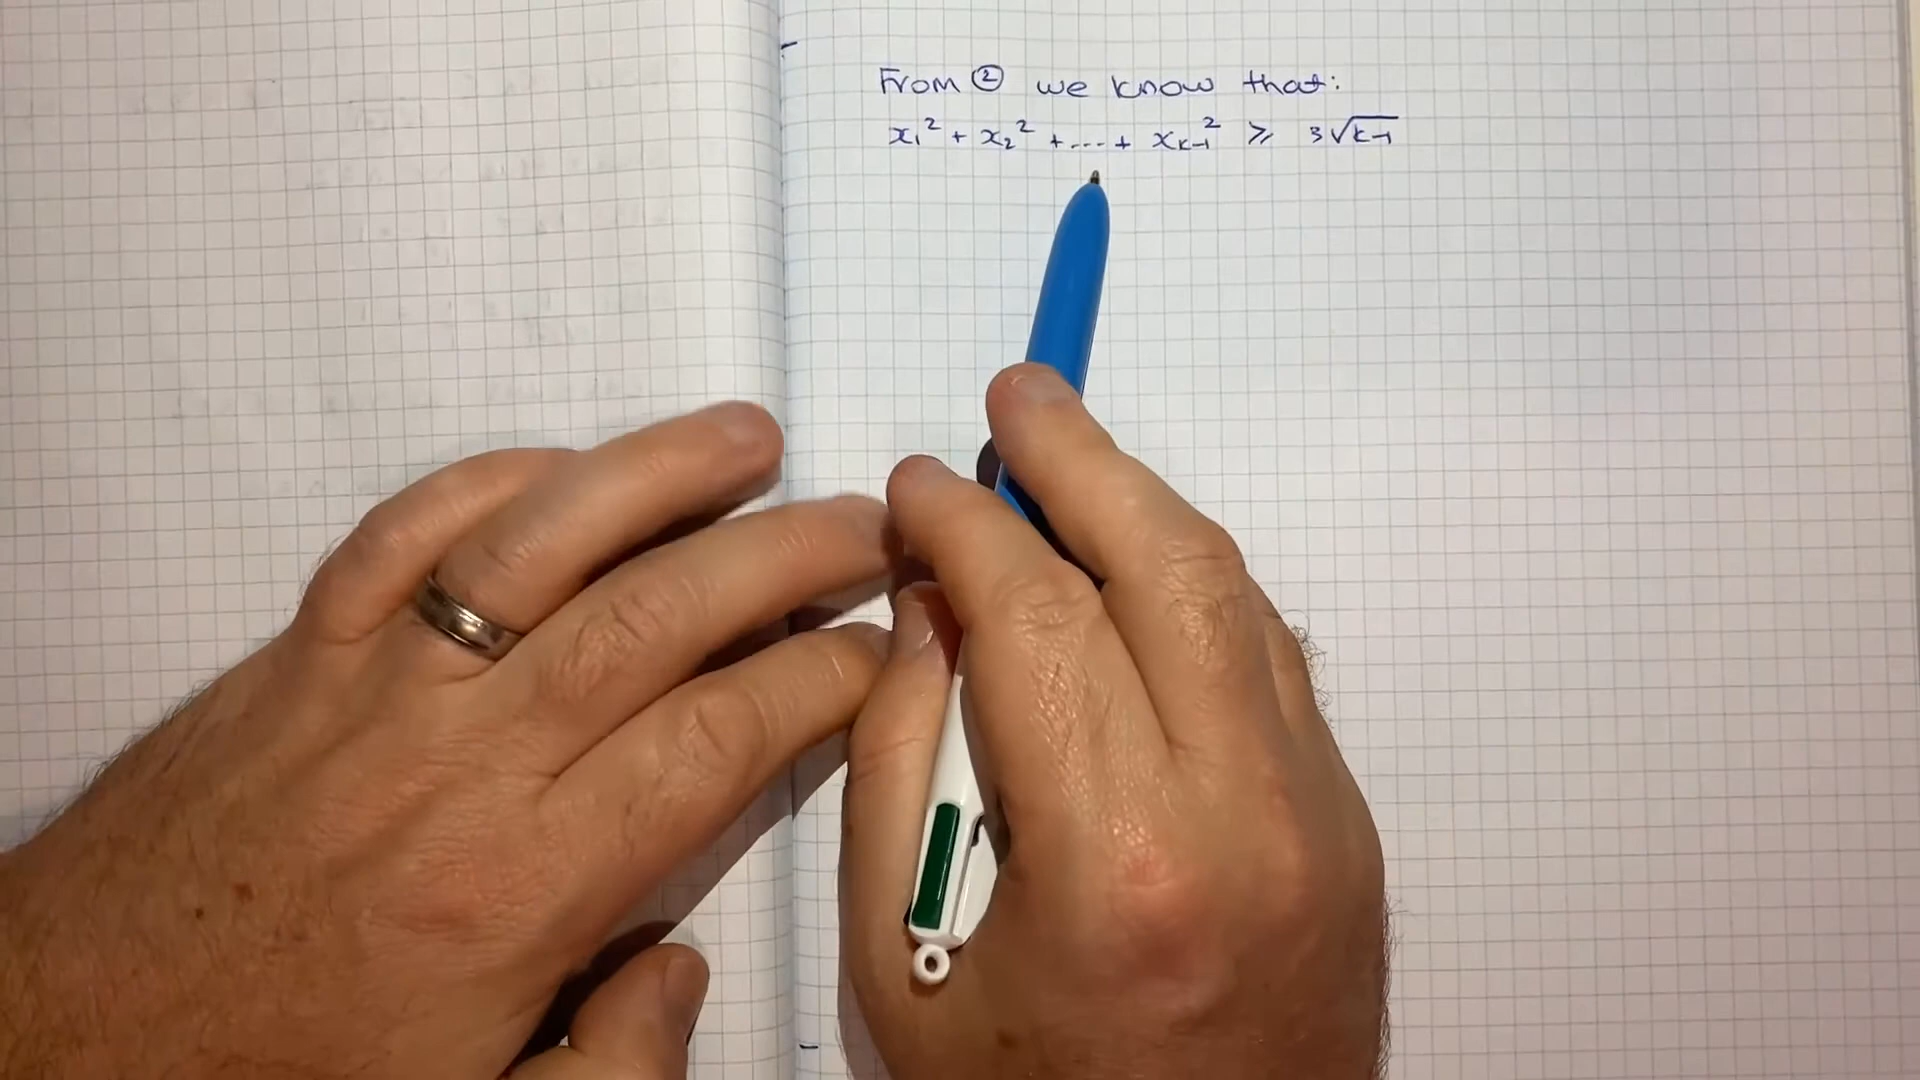 From ② we know that:
x₁² + x₂² + ---- + xₖ₋₁² ⩾ 3√k-1